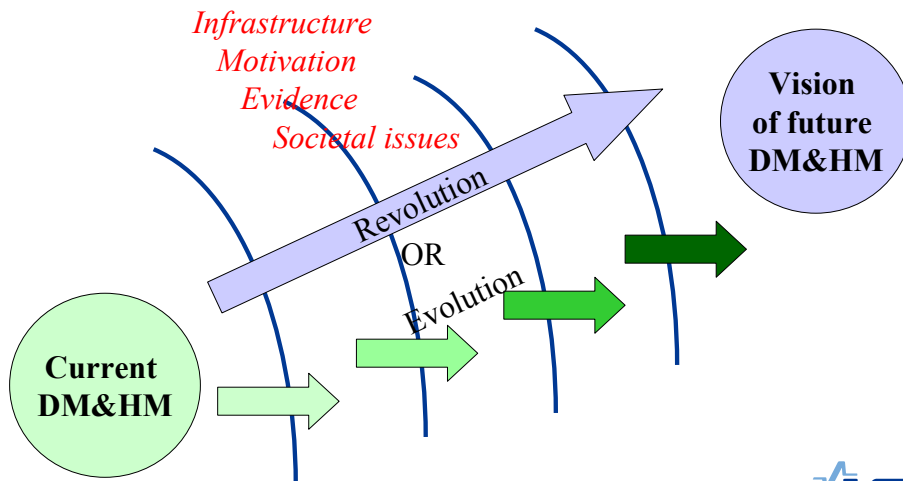 Infrastructure
Motivation
Evidence
Societal issues
Vision
of future
DM&HM
Revolution
OR
Evolution
Current
DM&HM